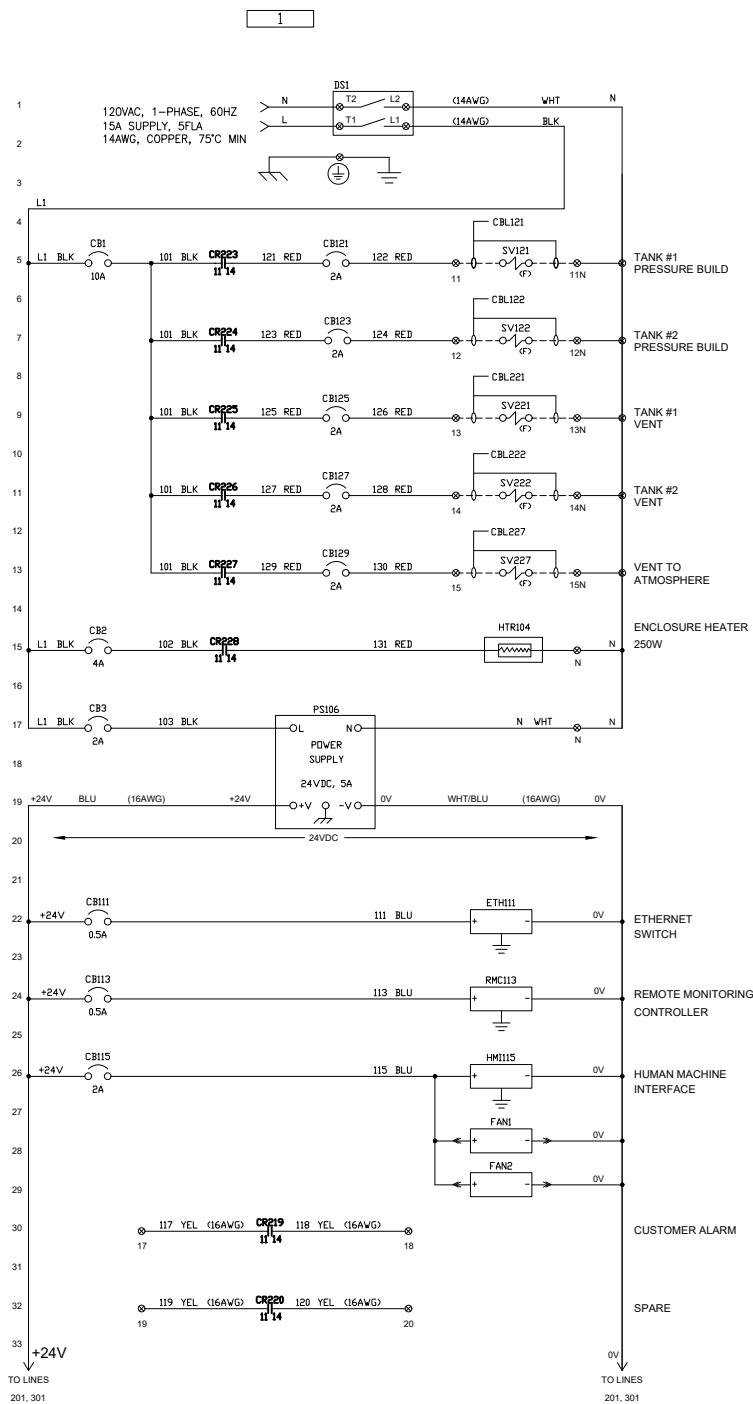 1
DS1
1
N
T2
L2
(14AWG)
WHT
N
120VAC, 1-PHASE, 60HZ
15A SUPPLY, 5FLA
14AWG, COPPER, 75°C MIN
L
T1
L1
(14AWG)
BLK
2
3
L1
4
CBL121
5
L1 BLK
CB1
10A
101 BLK
CR223
11 14
121 RED
CB121
2A
122 RED
11
SV121
(F)
11N
TANK #1
PRESSURE BUILD
6
CBL122
7
101 BLK
CR224
11 14
123 RED
CB123
2A
124 RED
12
SV122
(F)
12N
TANK #2
PRESSURE BUILD
8
CBL221
9
101 BLK
CR225
11 14
125 RED
CB125
2A
126 RED
13
SV221
(F)
13N
TANK #1
VENT
10
CBL222
11
101 BLK
CR226
11 14
127 RED
CB127
2A
128 RED
14
SV222
(F)
14N
TANK #2
VENT
12
CBL227
13
101 BLK
CR227
11 14
129 RED
CB129
2A
130 RED
15
SV227
(F)
15N
VENT TO
ATMOSPHERE
14
15
L1 BLK
CB2
4A
102 BLK
CR228
11 14
131 RED
HTR104
N
N
ENCLOSURE HEATER
250W
16
17
L1 BLK
CB3
2A
103 BLK
PS106
L
N
POWER
SUPPLY
24VDC, 5A
N WHT
N
N
18
19
+24V
BLU
(16AWG)
+24V
+V
-V
0V
WHT/BLU
(16AWG)
0V
20
24VDC
21
22
+24V
CB111
0.5A
111 BLU
ETH111
+
-
0V
ETHERNET
SWITCH
23
24
+24V
CB113
0.5A
113 BLU
RMC113
+
-
0V
REMOTE MONITORING
CONTROLLER
25
26
+24V
CB115
2A
115 BLU
HMI115
+
-
0V
HUMAN MACHINE
INTERFACE
27
FAN1
+
-
0V
28
FAN2
+
-
0V
29
30
117 YEL (16AWG)
CR219
11 14
118 YEL (16AWG)
17
18
CUSTOMER ALARM
31
32
119 YEL (16AWG)
CR220
11 14
120 YEL (16AWG)
19
20
SPARE
33
+24V
0V
TO LINES
201, 301
TO LINES
201, 301